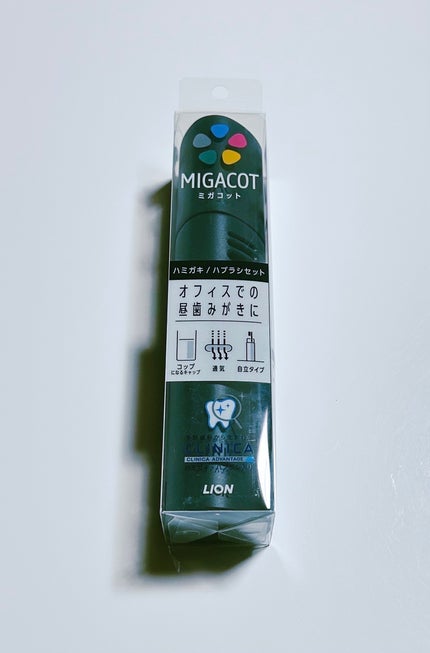 MIGACOT
ミガコット
ハミガキ/ハブラシセット
オフィスでの
昼歯みがきに
コップ
になるキャップ
通気
自立タイプ
CLINICA
CLINICA ADVANTAGE
LION